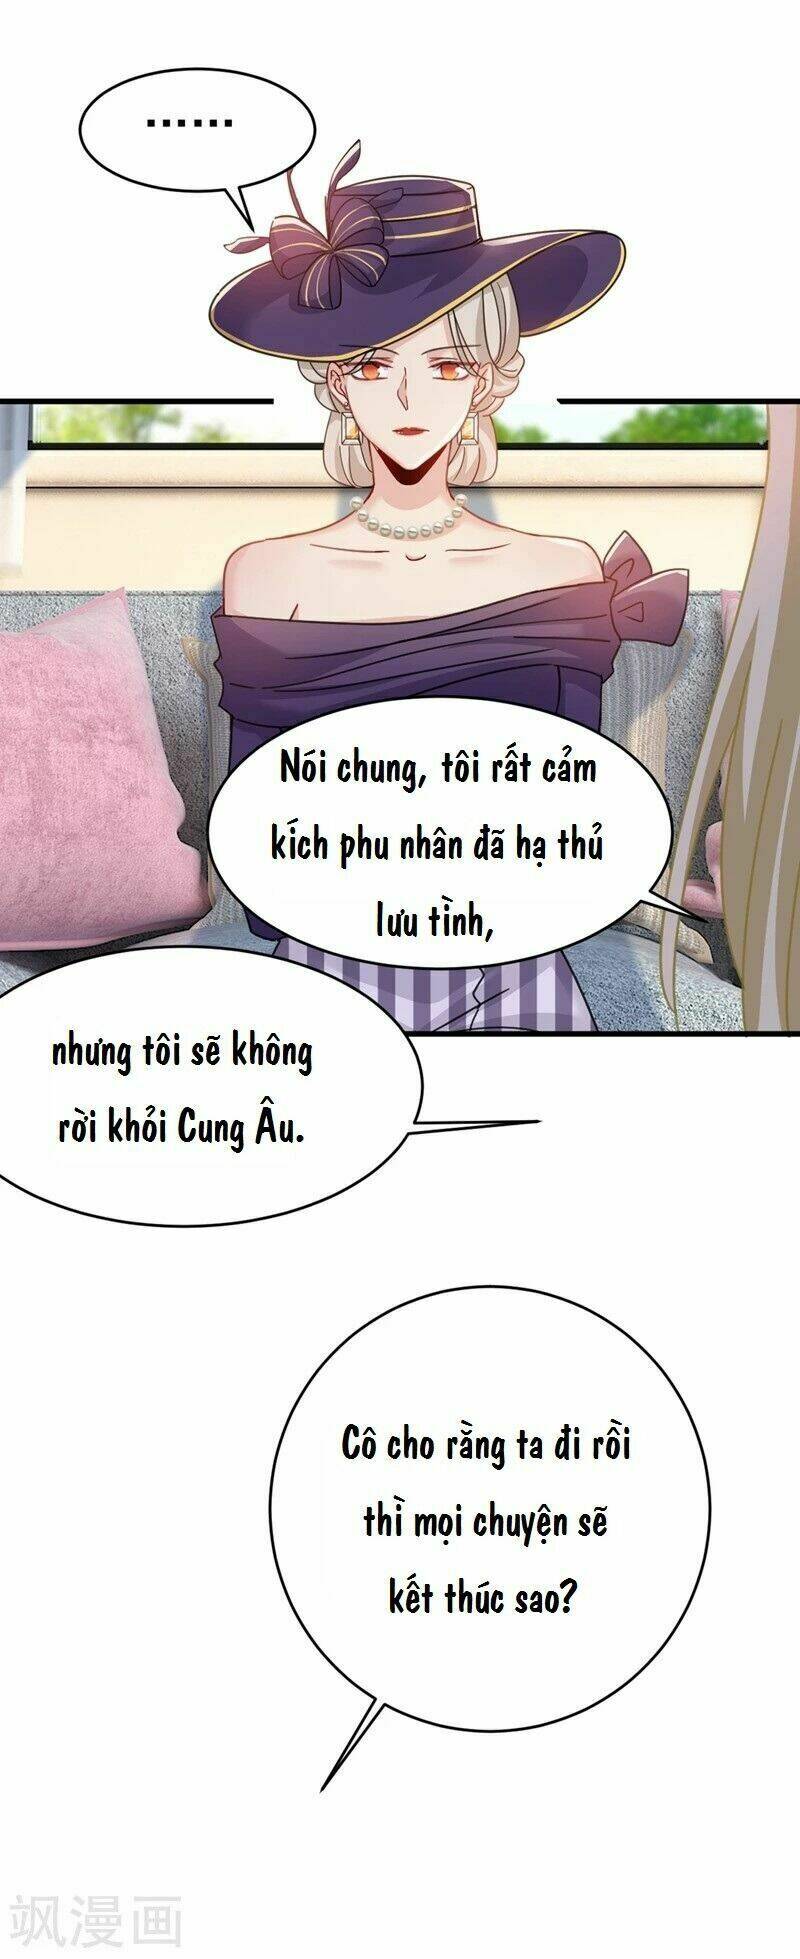 ......
Nói chung, tôi rất cảm
kích phu nhân đã hạ thủ
lưu tình,
nhưng tôi sẽ không
rời khỏi Cung Âu.
Cô cho rằng ta đi rồi
thì mọi chuyện sẽ
kết thúc sao?
飒漫画